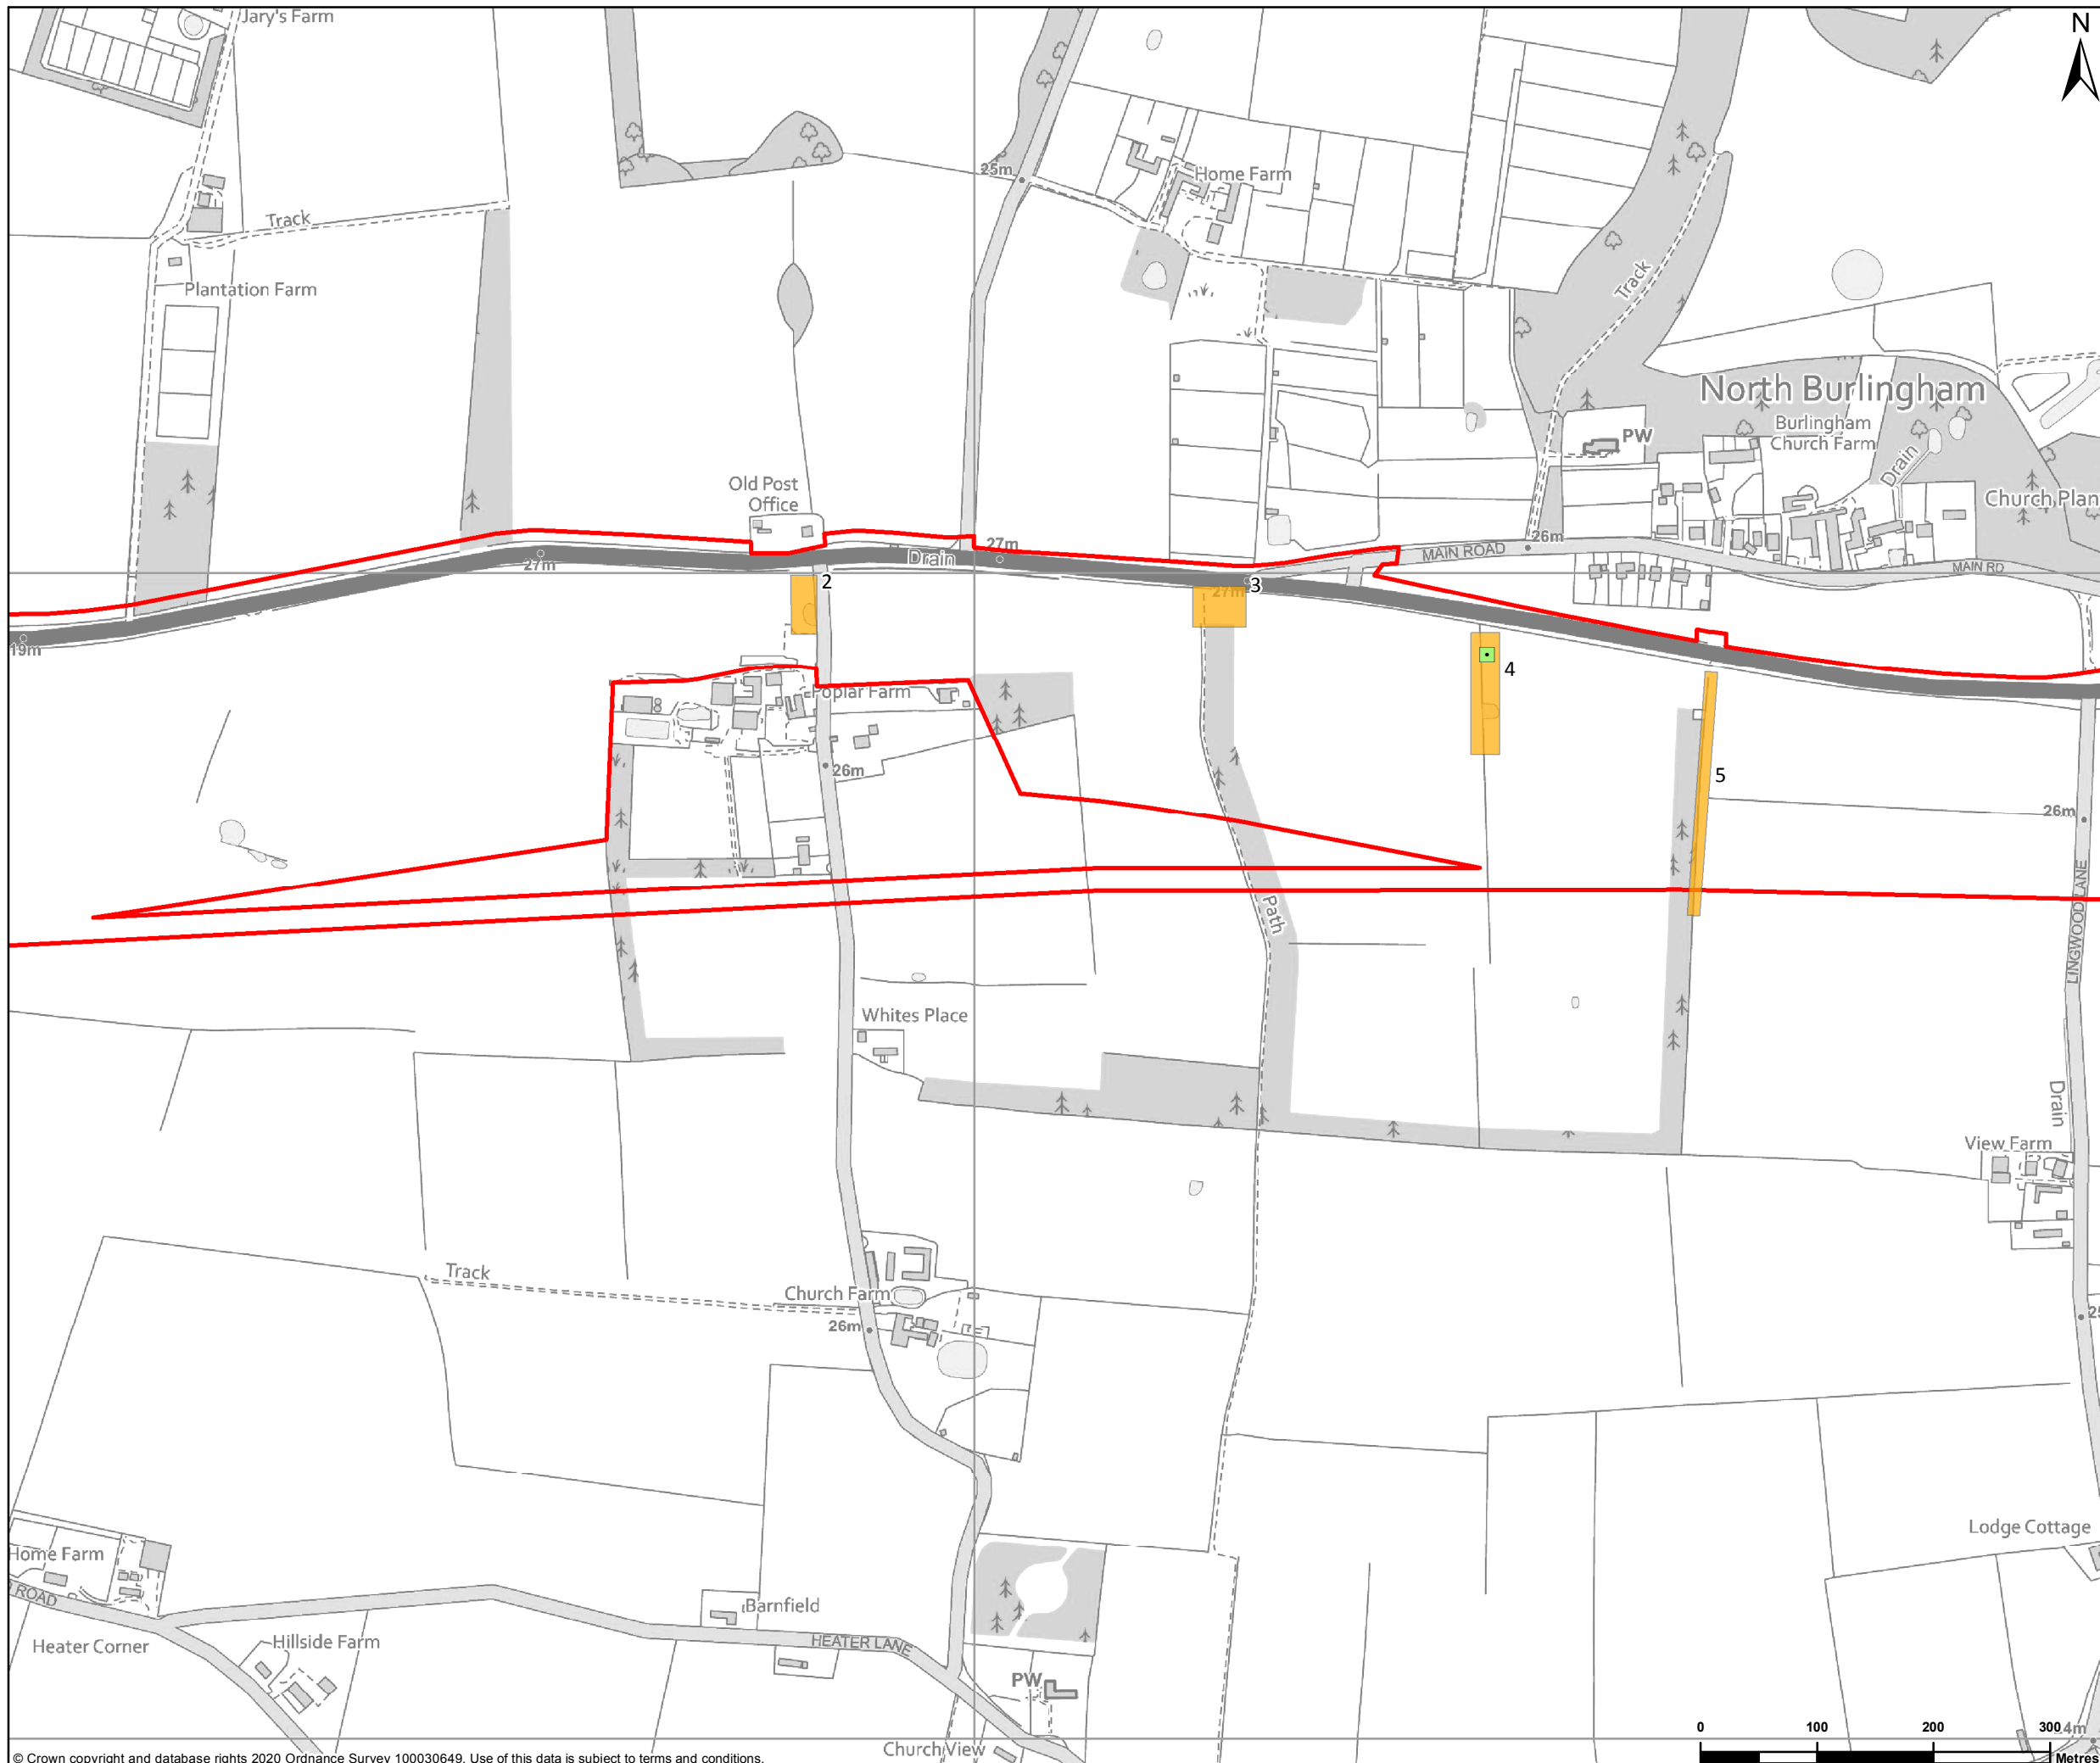 Jary's Farm
N
25m
Home Farm
Track
Plantation Farm
Track
North Burlingham
Burlingham
Church Farm
PW
Drain
Church Plan
Old Post
Office
27m
Drain
27m
MAIN ROAD
26m
MAIN RD
2
3
27m
19m
4
Poplar Farm
26m
5
26m
LINGWOOD LANE
Path
Whites Place
Drain
View Farm
Track
Church Farm
26m
Lodge Cottage
Home Farm
ROAD
Barnfield
Heater Corner
Hillside Farm
HEATER LANE
PW
Church View
0 100 200 300
4m
Metres
© Crown copyright and database rights 2020 Ordnance Survey 100030649. Use of this data is subject to terms and conditions.